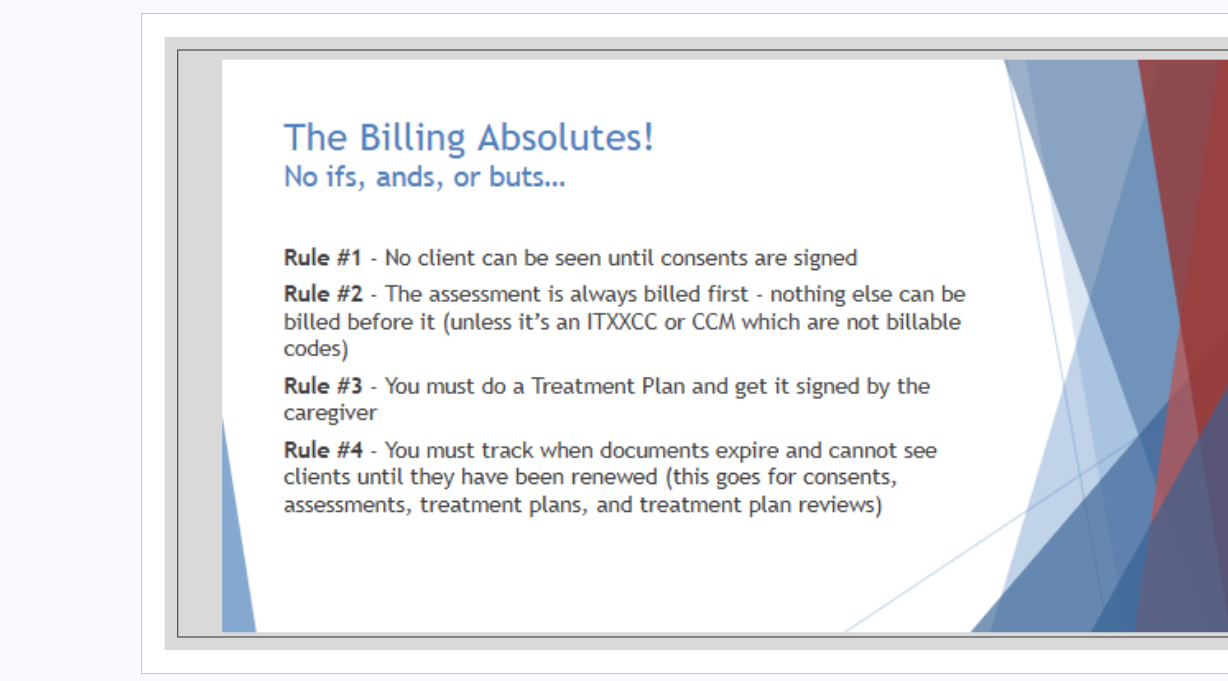 The Billing Absolutes!
No ifs, ands, or buts…
Rule #1 - No client can be seen until consents are signed
Rule #2 - The assessment is always billed first - nothing else can be
billed before it (unless it’s an ITXXCC or CCM which are not billable
codes)
Rule #3 - You must do a Treatment Plan and get it signed by the
caregiver
Rule #4 - You must track when documents expire and cannot see
clients until they have been renewed (this goes for consents,
assessments, treatment plans, and treatment plan reviews)